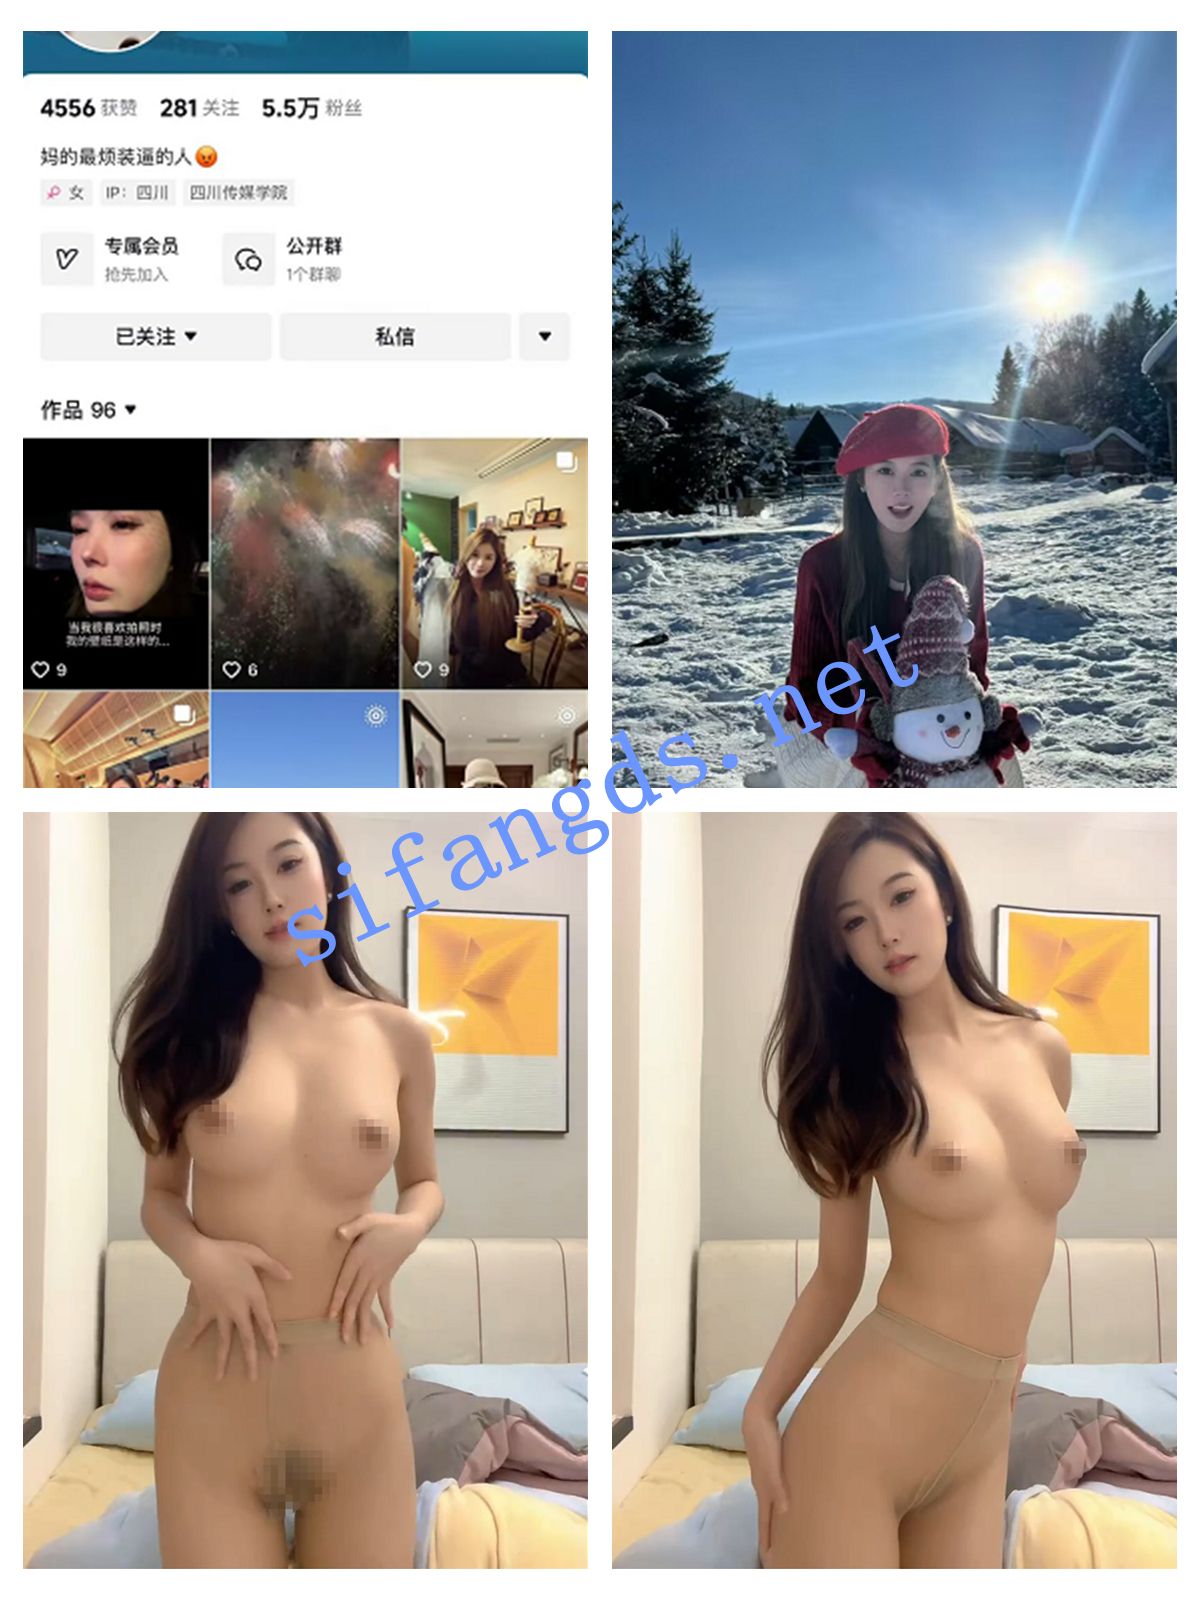 4556 获赞 281 关注 5.5万 粉丝
妈的最烦装逼的人😡
女 IP：四川 四川传媒学院
专属会员 公开群
抢先加入 1个群聊
已关注 私信
作品 96
当我很喜欢拍照时
我的壁纸是这样的...
9 6 9
sifangds.net